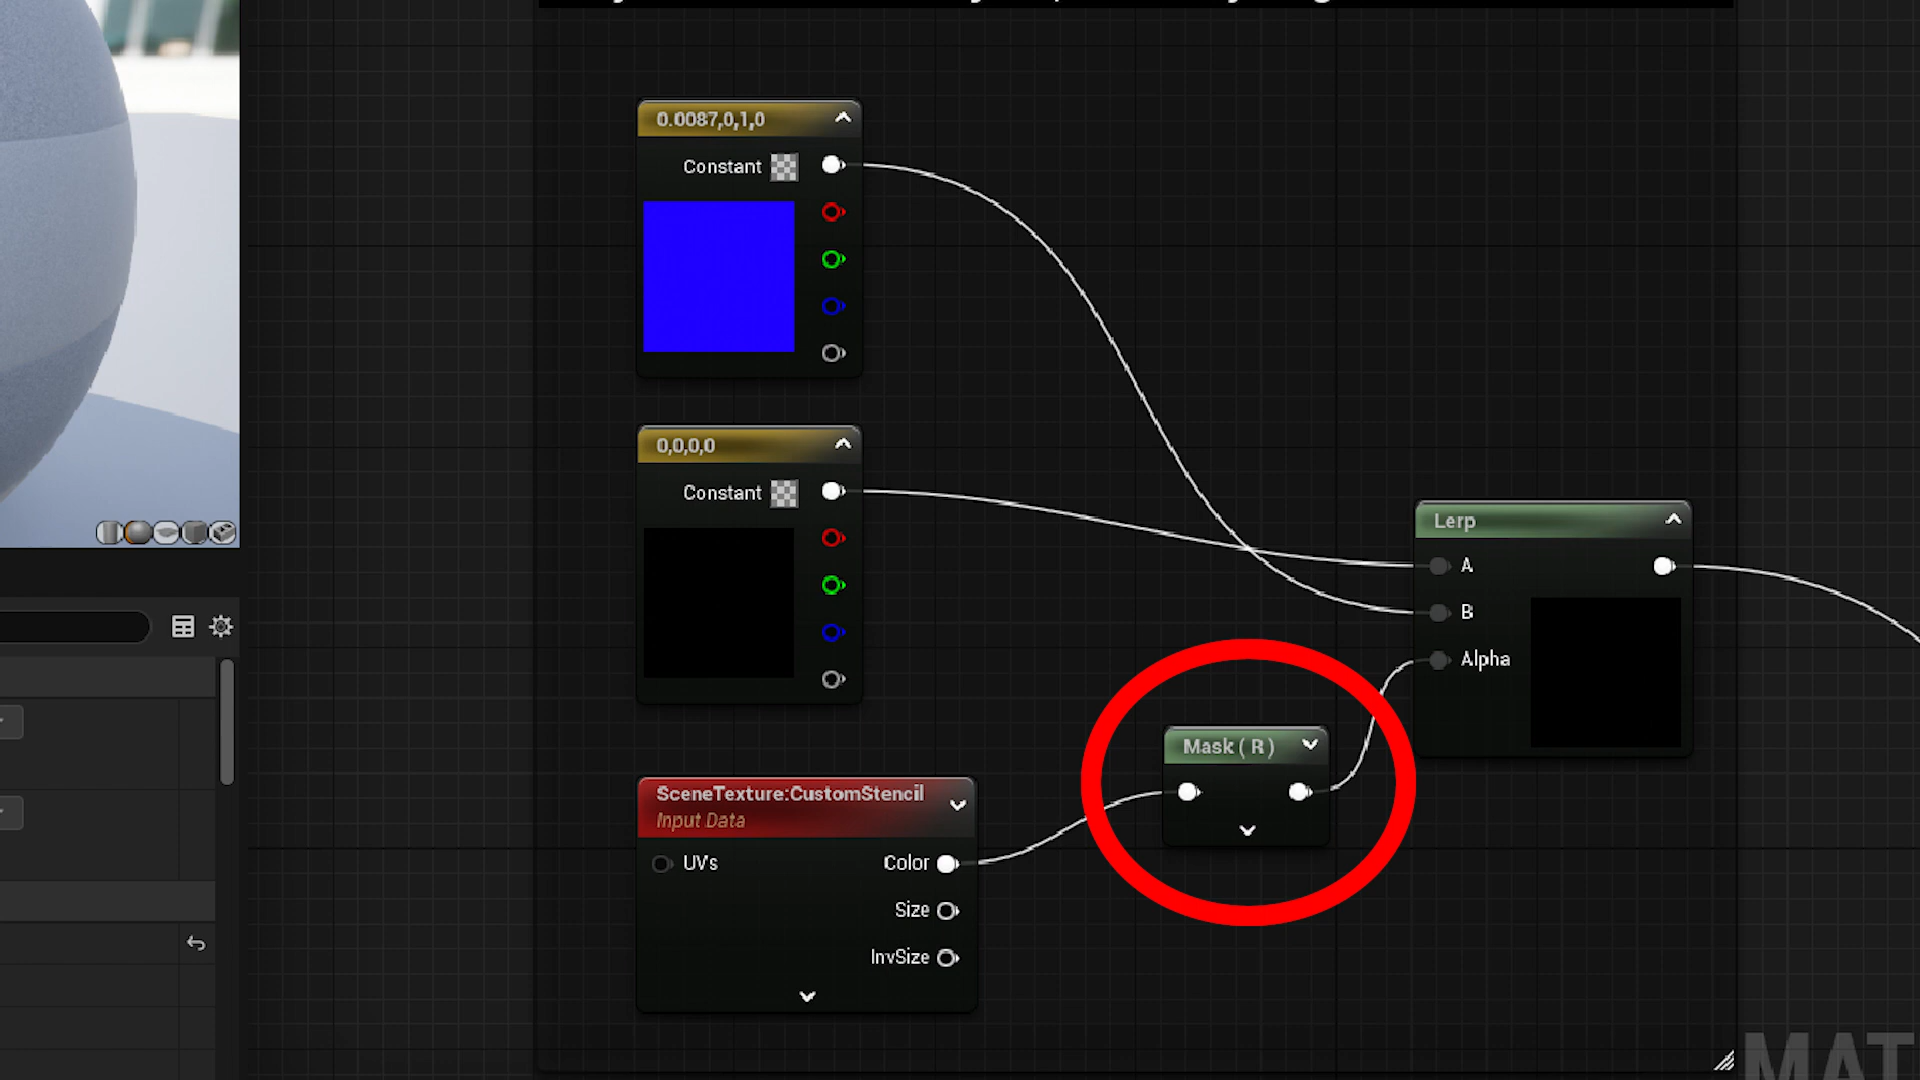 0.0087,0,1,0
Constant
0,0,0,0
Constant
Lerp
A
B
Alpha
Mask ( R )
SceneTexture:CustomStencil
Input Data
UVs
Color
Size
InvSize
MAT